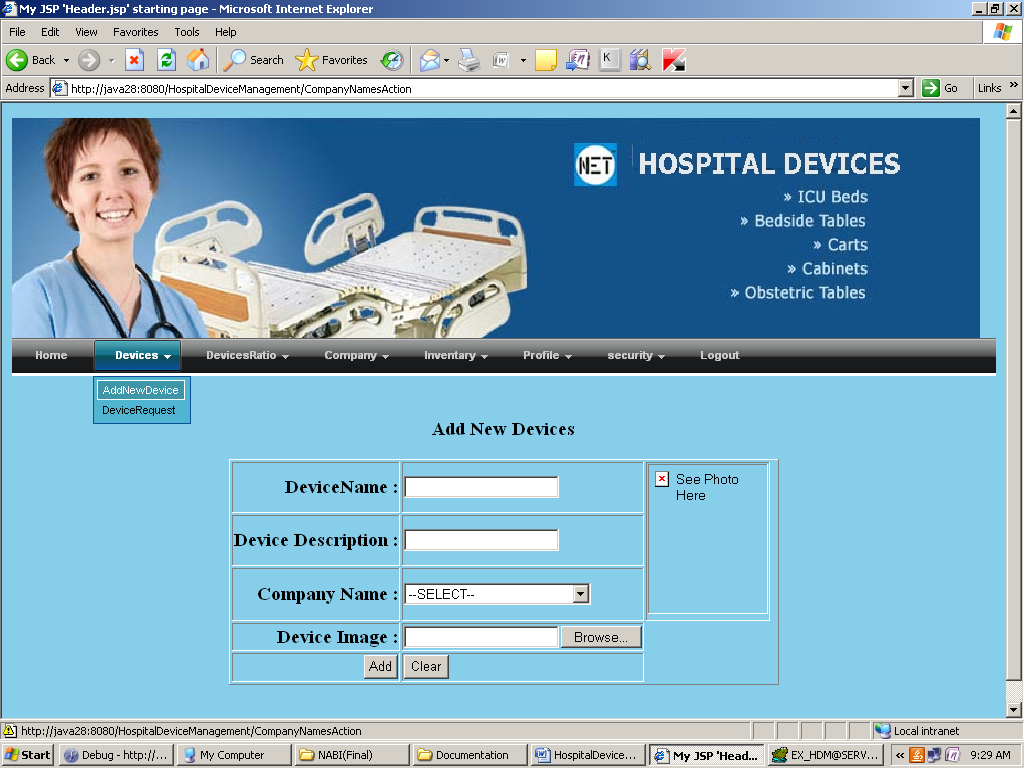 My JSP 'Header.jsp' starting page - Microsoft Internet Explorer
File Edit View Favorites Tools Help
Back Search Favorites
Address http://java28:8080/HospitalDeviceManagement/CompanyNamesAction Go Links »
NET HOSPITAL DEVICES
» ICU Beds
» Bedside Tables
» Carts
» Cabinets
» Obstetric Tables
Home Devices DevicesRatio Company Inventory Profile security Logout
AddNewDevice
DeviceRequest
Add New Devices
DeviceName :
See Photo
Here
Device Description :
Company Name : --SELECT--
Device Image : Browse...
Add Clear
http://java28:8080/HospitalDeviceManagement/CompanyNamesAction Local intranet
Start Debug - http://... My Computer NABI(Final) Documentation HospitalDevice... My JSP 'Head... EX_HDM@SERV... « 9:29 AM